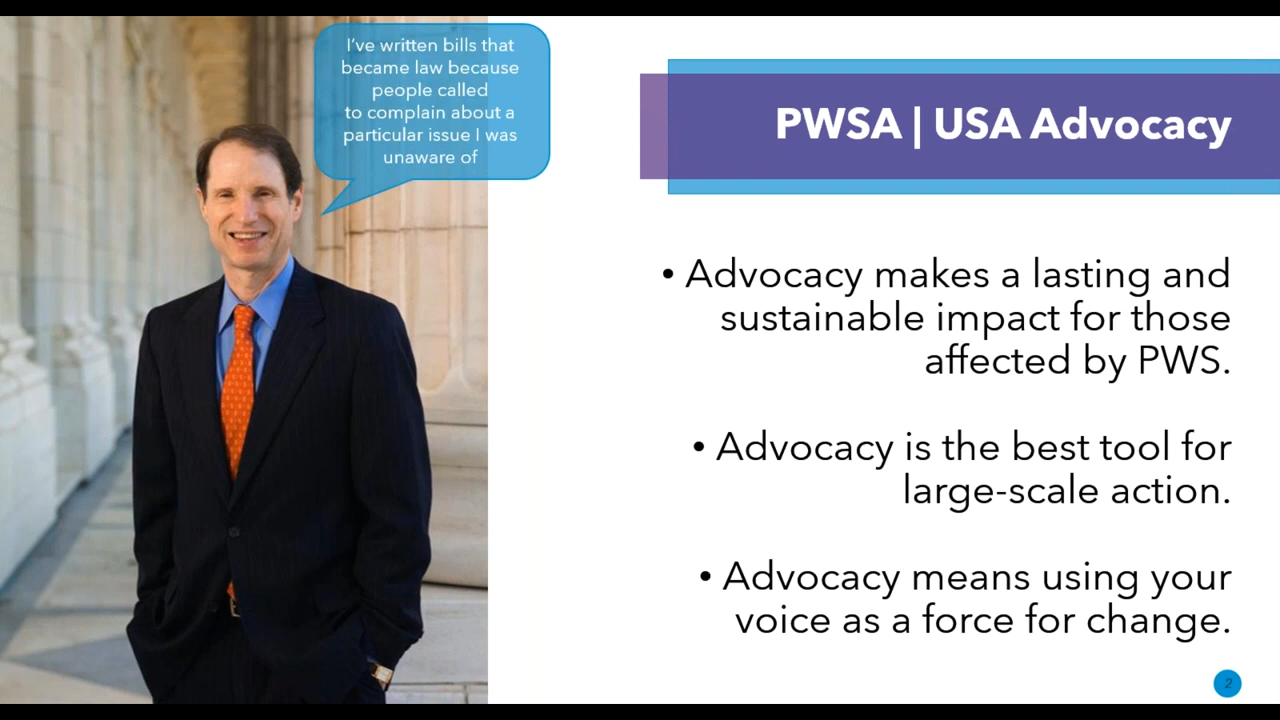 I've written bills that
became law because
people called
to complain about a
particular issue I was
unaware of
PWSA | USA Advocacy
• Advocacy makes a lasting and
sustainable impact for those
affected by PWS.
• Advocacy is the best tool for
large-scale action.
• Advocacy means using your
voice as a force for change.
2